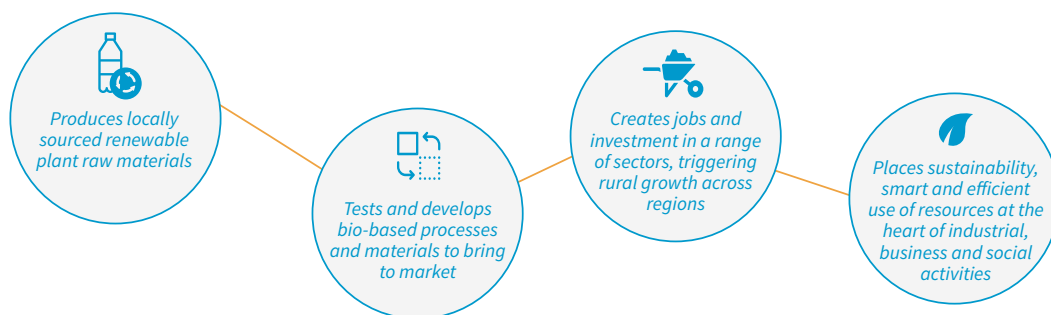 Produces locally
sourced renewable
plant raw materials
Tests and develops
bio-based processes
and materials to bring
to market
Creates jobs and
investment in a range
of sectors, triggering
rural growth across
regions
Places sustainability,
smart and efficient
use of resources at the
heart of industrial,
business and social
activities